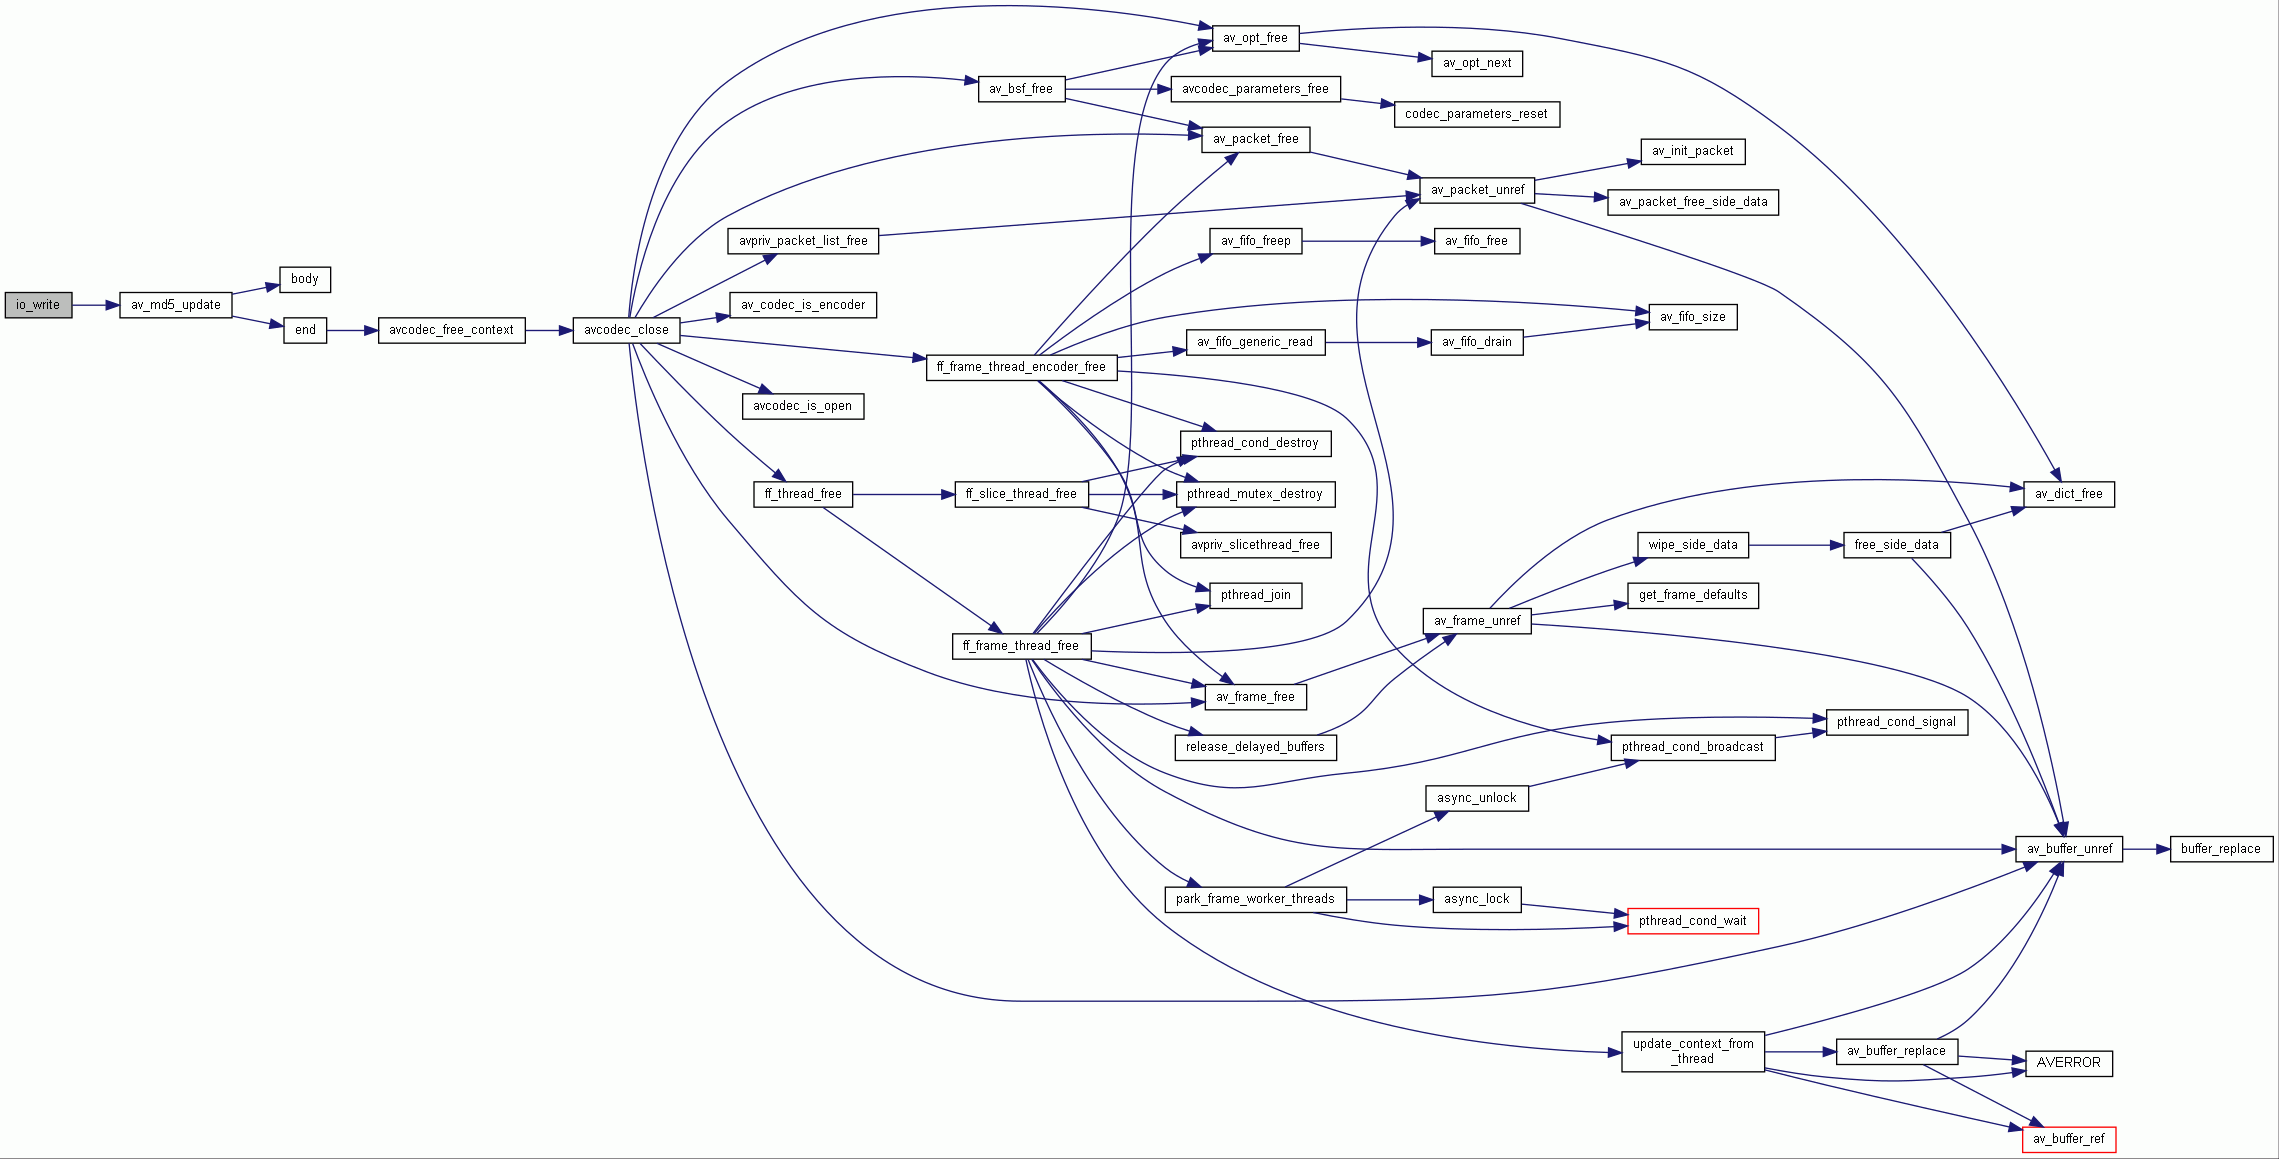 av_opt_free
av_opt_next
av_bsf_free
avcodec_parameters_free
codec_parameters_reset
av_packet_free
av_init_packet
av_packet_unref
av_packet_free_side_data
avpriv_packet_list_free
av_fifo_freep
av_fifo_free
body
io_write
av_md5_update
av_codec_is_encoder
av_fifo_size
end
avcodec_free_context
avcodec_close
av_fifo_generic_read
av_fifo_drain
ff_frame_thread_encoder_free
avcodec_is_open
pthread_cond_destroy
ff_thread_free
ff_slice_thread_free
pthread_mutex_destroy
av_dict_free
avpriv_slicethread_free
wipe_side_data
free_side_data
pthread_join
get_frame_defaults
av_frame_unref
ff_frame_thread_free
av_frame_free
pthread_cond_signal
release_delayed_buffers
pthread_cond_broadcast
async_unlock
av_buffer_unref
buffer_replace
park_frame_worker_threads
async_lock
pthread_cond_wait
update_context_from
_thread
av_buffer_replace
AVERROR
av_buffer_ref